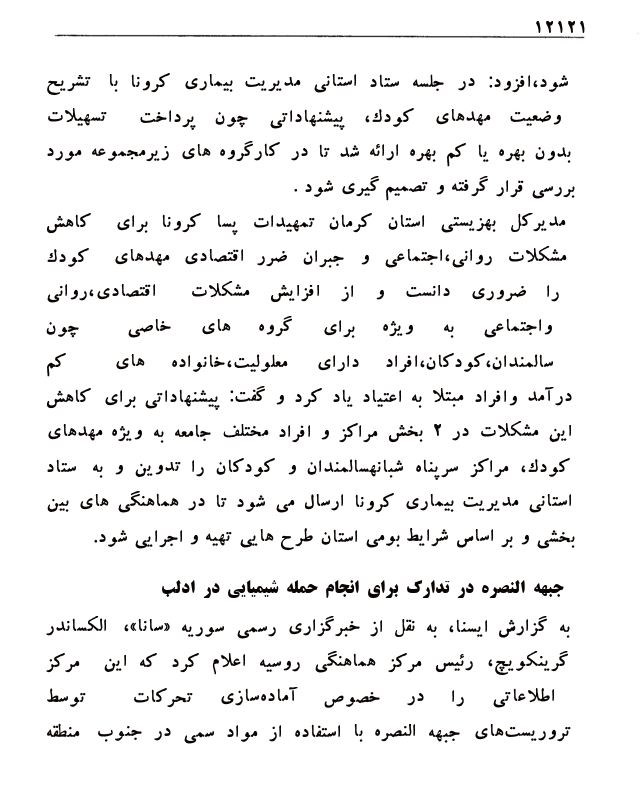 ۱۲۱۲۱
شود،افزود: در جلسه ستاد استانی مدیریت بیماری کرونا با تشریح
وضعیت مهدهای کودك، پیشنهاداتی چون پرداخت تسهیلات
بدون بهره یا کم بهره ارائه شد تا در کارگروه های زیرمجموعه مورد
بررسی قرار گرفته و تصمیم گیری شود .
مدیرکل بهزیستی استان کرمان تمهیدات پسا کرونا برای کاهش
مشکلات روانی،اجتماعی و جبران ضرر اقتصادی مهدهای کودك
را ضروری دانست و از افزایش مشکلات اقتصادی،روانی
واجتماعی به ویژه برای گروه های خاصی چون
سالمندان،کودکان،افراد دارای معلولیت،خانواده های کم
درآمد وافراد مبتلا به اعتیاد یاد کرد و گفت: پیشنهاداتی برای کاهش
این مشکلات در ۲ بخش مراکز و افراد مختلف جامعه به ویژه مهدهای
کودك، مراکز سرپناه شبانهسالمندان و کودکان را تدوین و به ستاد
استانی مدیریت بیماری کرونا ارسال می شود تا در هماهنگی های بین
بخشی و بر اساس شرایط بومی استان طرح هایی تهیه و اجرایی شود.
جبهه النصره در تدارک برای انجام حمله شیمیایی در ادلب
به گزارش ایسنا، به نقل از خبرگزاری رسمی سوریه «سانا»، الکساندر
گرینکویچ، رئیس مرکز هماهنگی روسیه اعلام کرد که این مرکز
اطلاعاتی را در خصوص آماده‌سازی تحرکات توسط
تروریست‌های جبهه النصره با استفاده از مواد سمی در جنوب منطقه